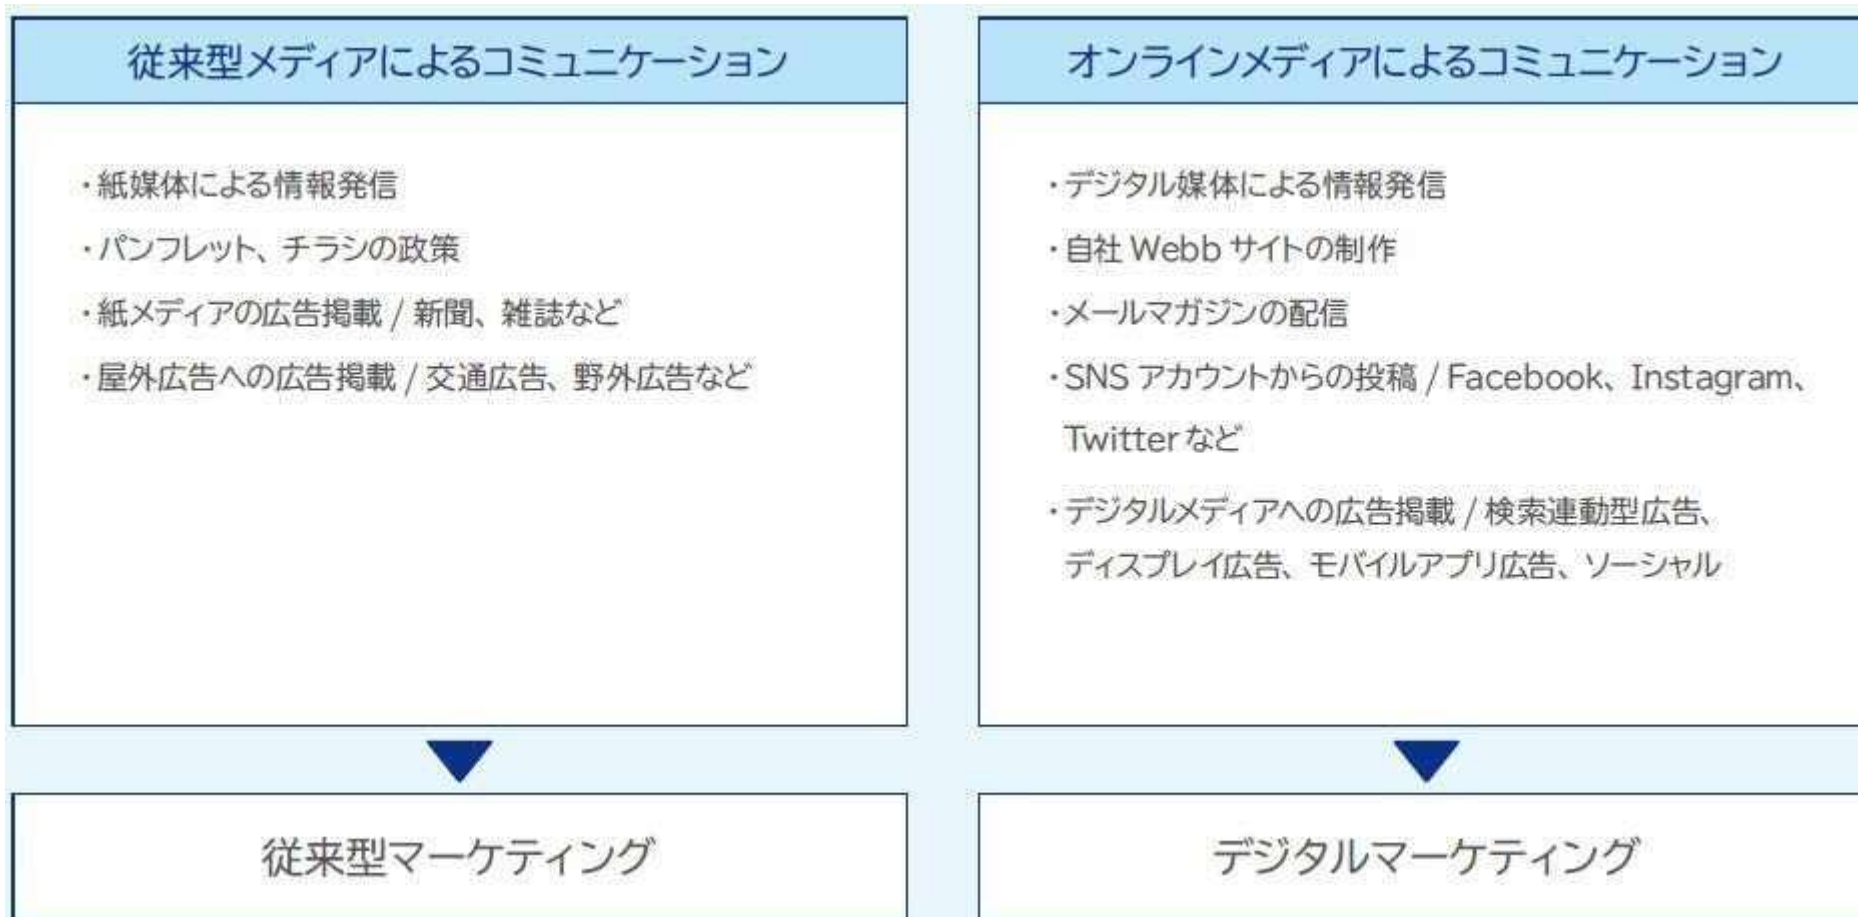 従来型メディアによるコミュニケーション
・紙媒体による情報発信
・パンフレット、チラシの政策
・紙メディアの広告掲載 / 新聞、雑誌など
・屋外広告への広告掲載 / 交通広告、野外広告など
従来型マーケティング
オンラインメディアによるコミュニケーション
・デジタル媒体による情報発信
・自社 Webb サイトの制作
・メールマガジンの配信
・SNS アカウントからの投稿 / Facebook、Instagram、
Twitterなど
・デジタルメディアへの広告掲載 / 検索連動型広告、
ディスプレイ広告、モバイルアプリ広告、ソーシャル
デジタルマーケティング